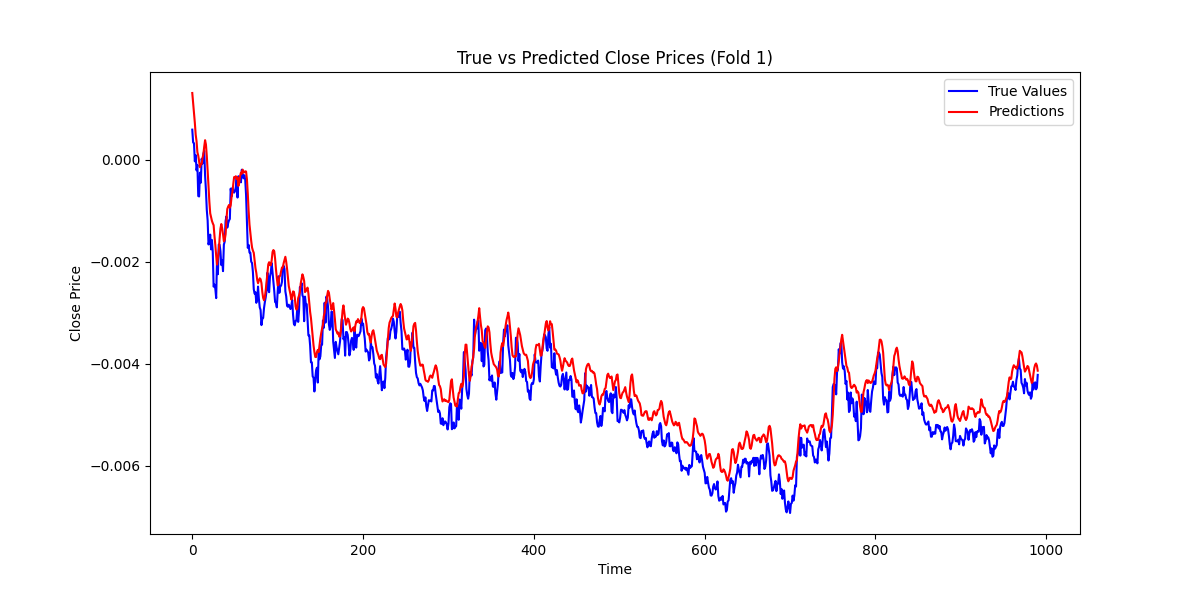 True vs Predicted Close Prices (Fold 1)
True Values
Predictions
0.000
−0.002
−0.004
−0.006
Close Price
0
200
400
600
800
1000
Time